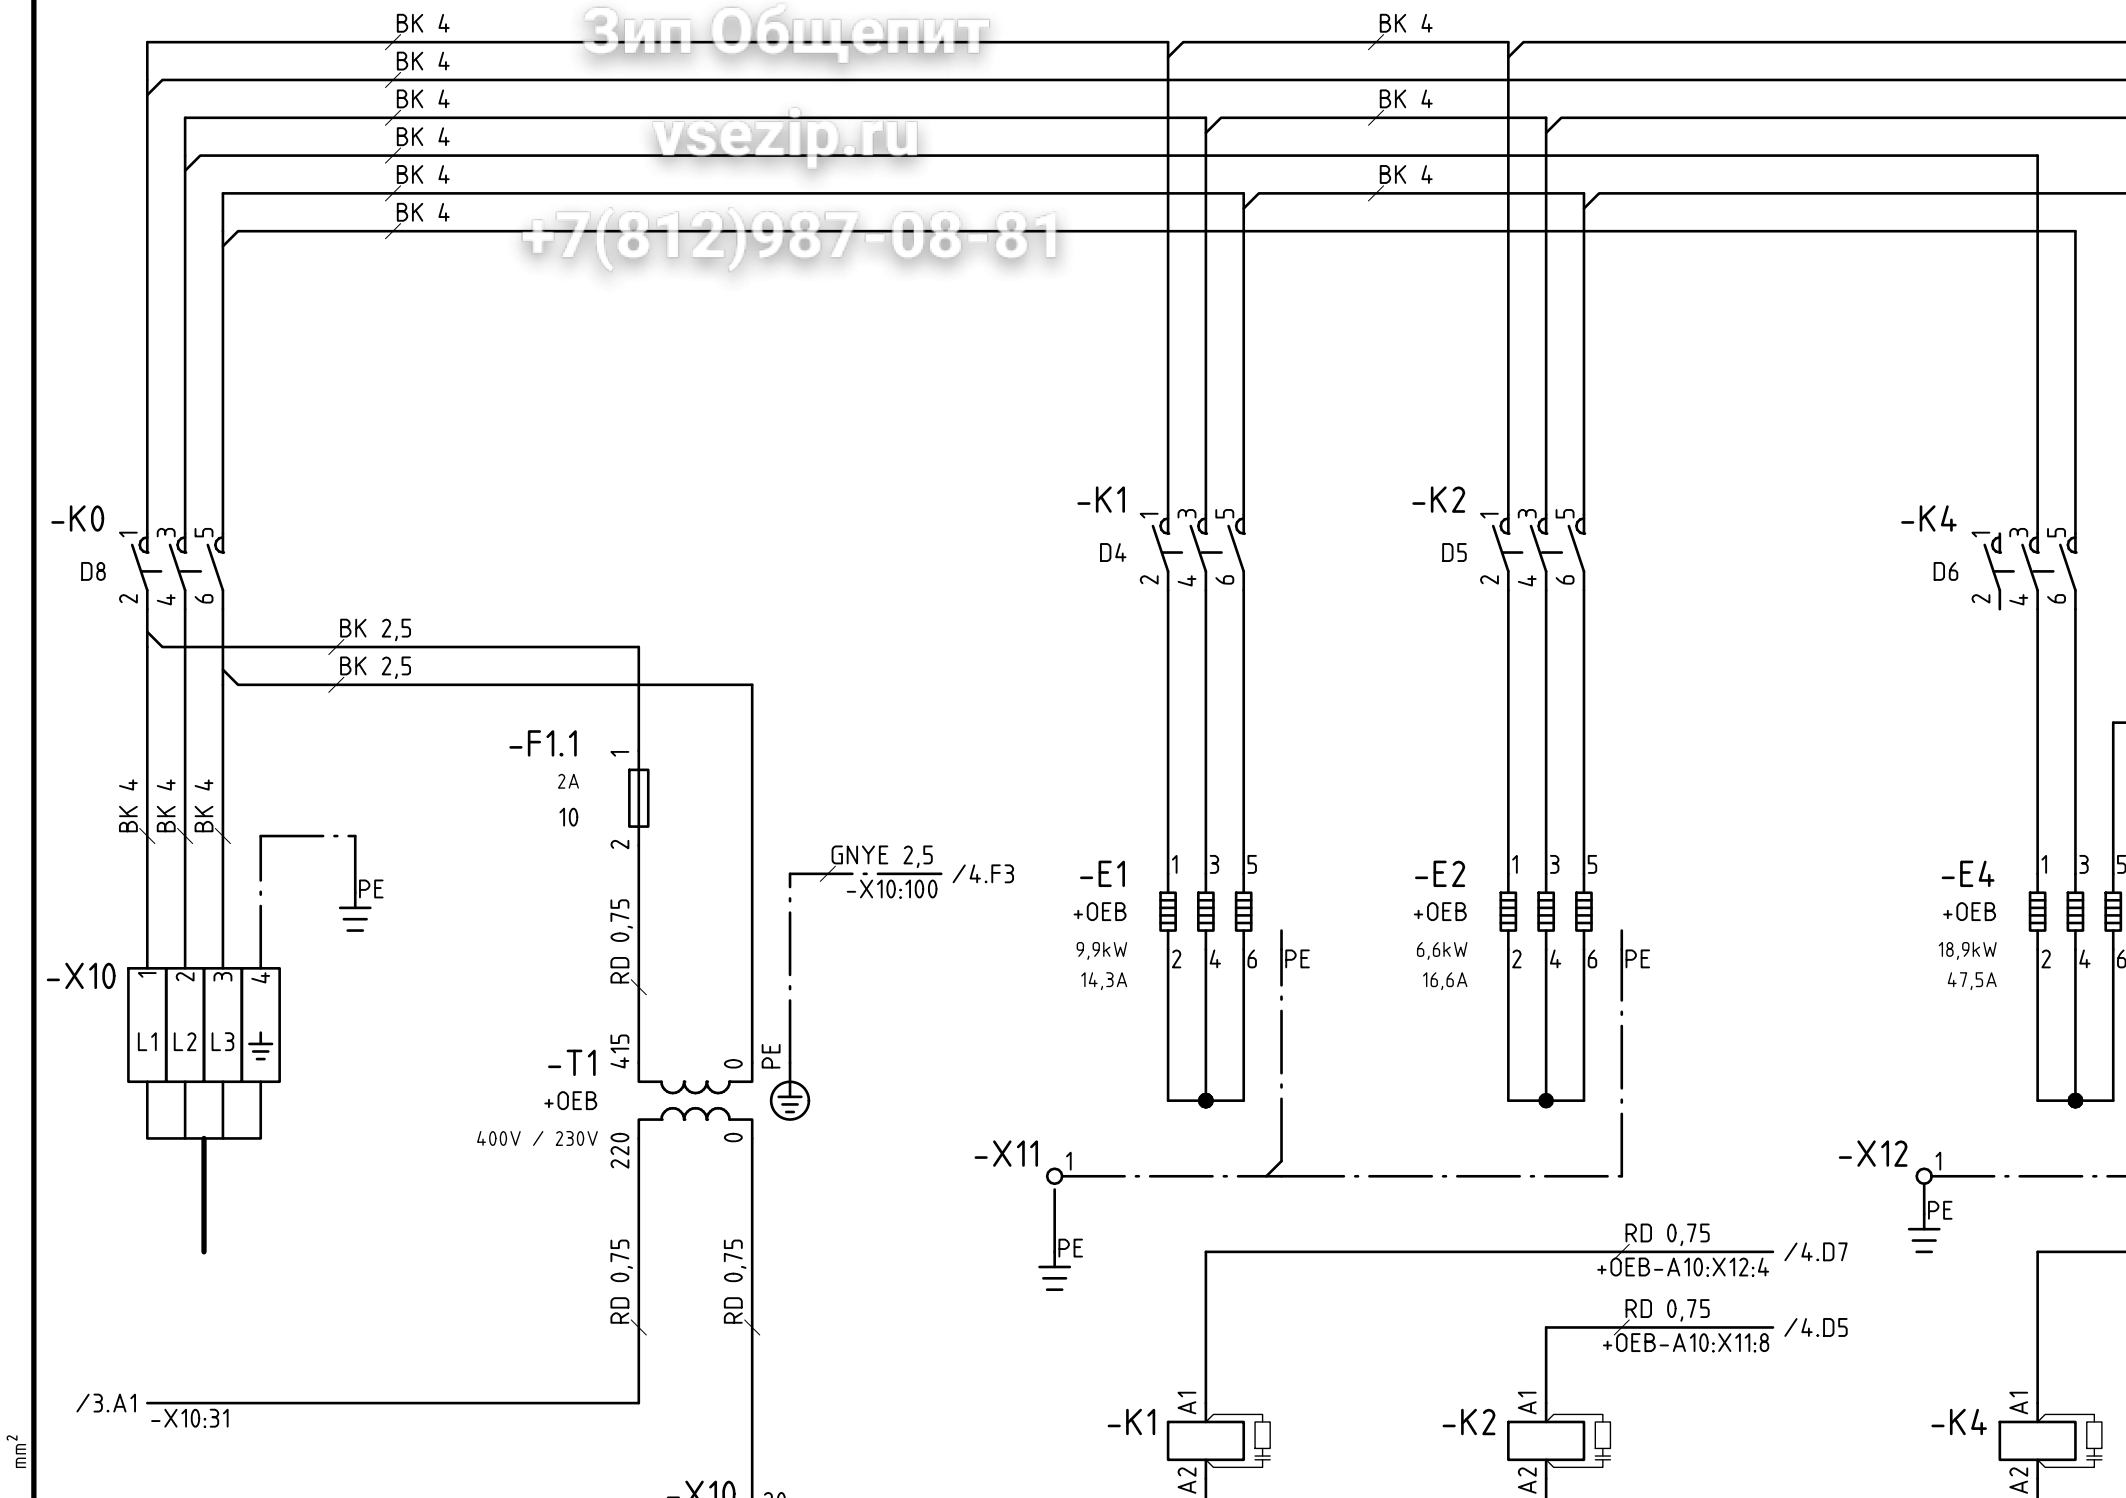 BK 4
BK 4
Зип Общепит
BK 4
BK 4
BK 4
vsezip.ru
BK 4
BK 4
BK 4
BK 4
+7(812)987-08-81
-K0
1 3 5
D8
2 4 6
-K1
1 3 5
D4
2 4 6
-K2
1 3 5
D5
2 4 6
-K4
1 3 5
D6
2 4 6
BK 2,5
BK 2,5
-F1.1
1
2A
10
2
BK 4
BK 4
BK 4
PE
GNYE 2,5
/4.F3
-X10:100
-E1
1 3 5
+0EB
9,9kW
2 4 6 PE
14,3A
-E2
1 3 5
+0EB
6,6kW
2 4 6 PE
16,6A
-E4
1 3 5
+0EB
18,9kW
2 4 6
47,5A
RD 0,75
-X10
1 2 3 4
L1 L2 L3
-T1
415
0
PE
+0EB
400V / 230V
220
0
-X11
1
PE
-X12
1
PE
RD 0,75
RD 0,75
RD 0,75
/4.D7
+0EB-A10:X12:4
RD 0,75
/4.D5
+0EB-A10:X11:8
/3.A1
-X10:31
-K1
A1
A2
-K2
A1
A2
-K4
A1
A2
mm²
-X10